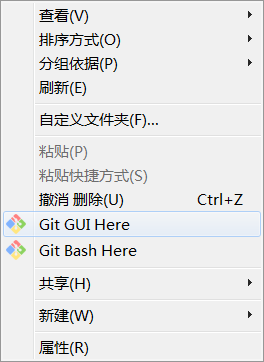 查看(V)
排序方式(O)
分组依据(P)
刷新(E)
自定义文件夹(F)...
粘贴(P)
粘贴快捷方式(S)
撤消 删除(U) Ctrl+Z
Git GUI Here
Git Bash Here
共享(H)
新建(W)
属性(R)